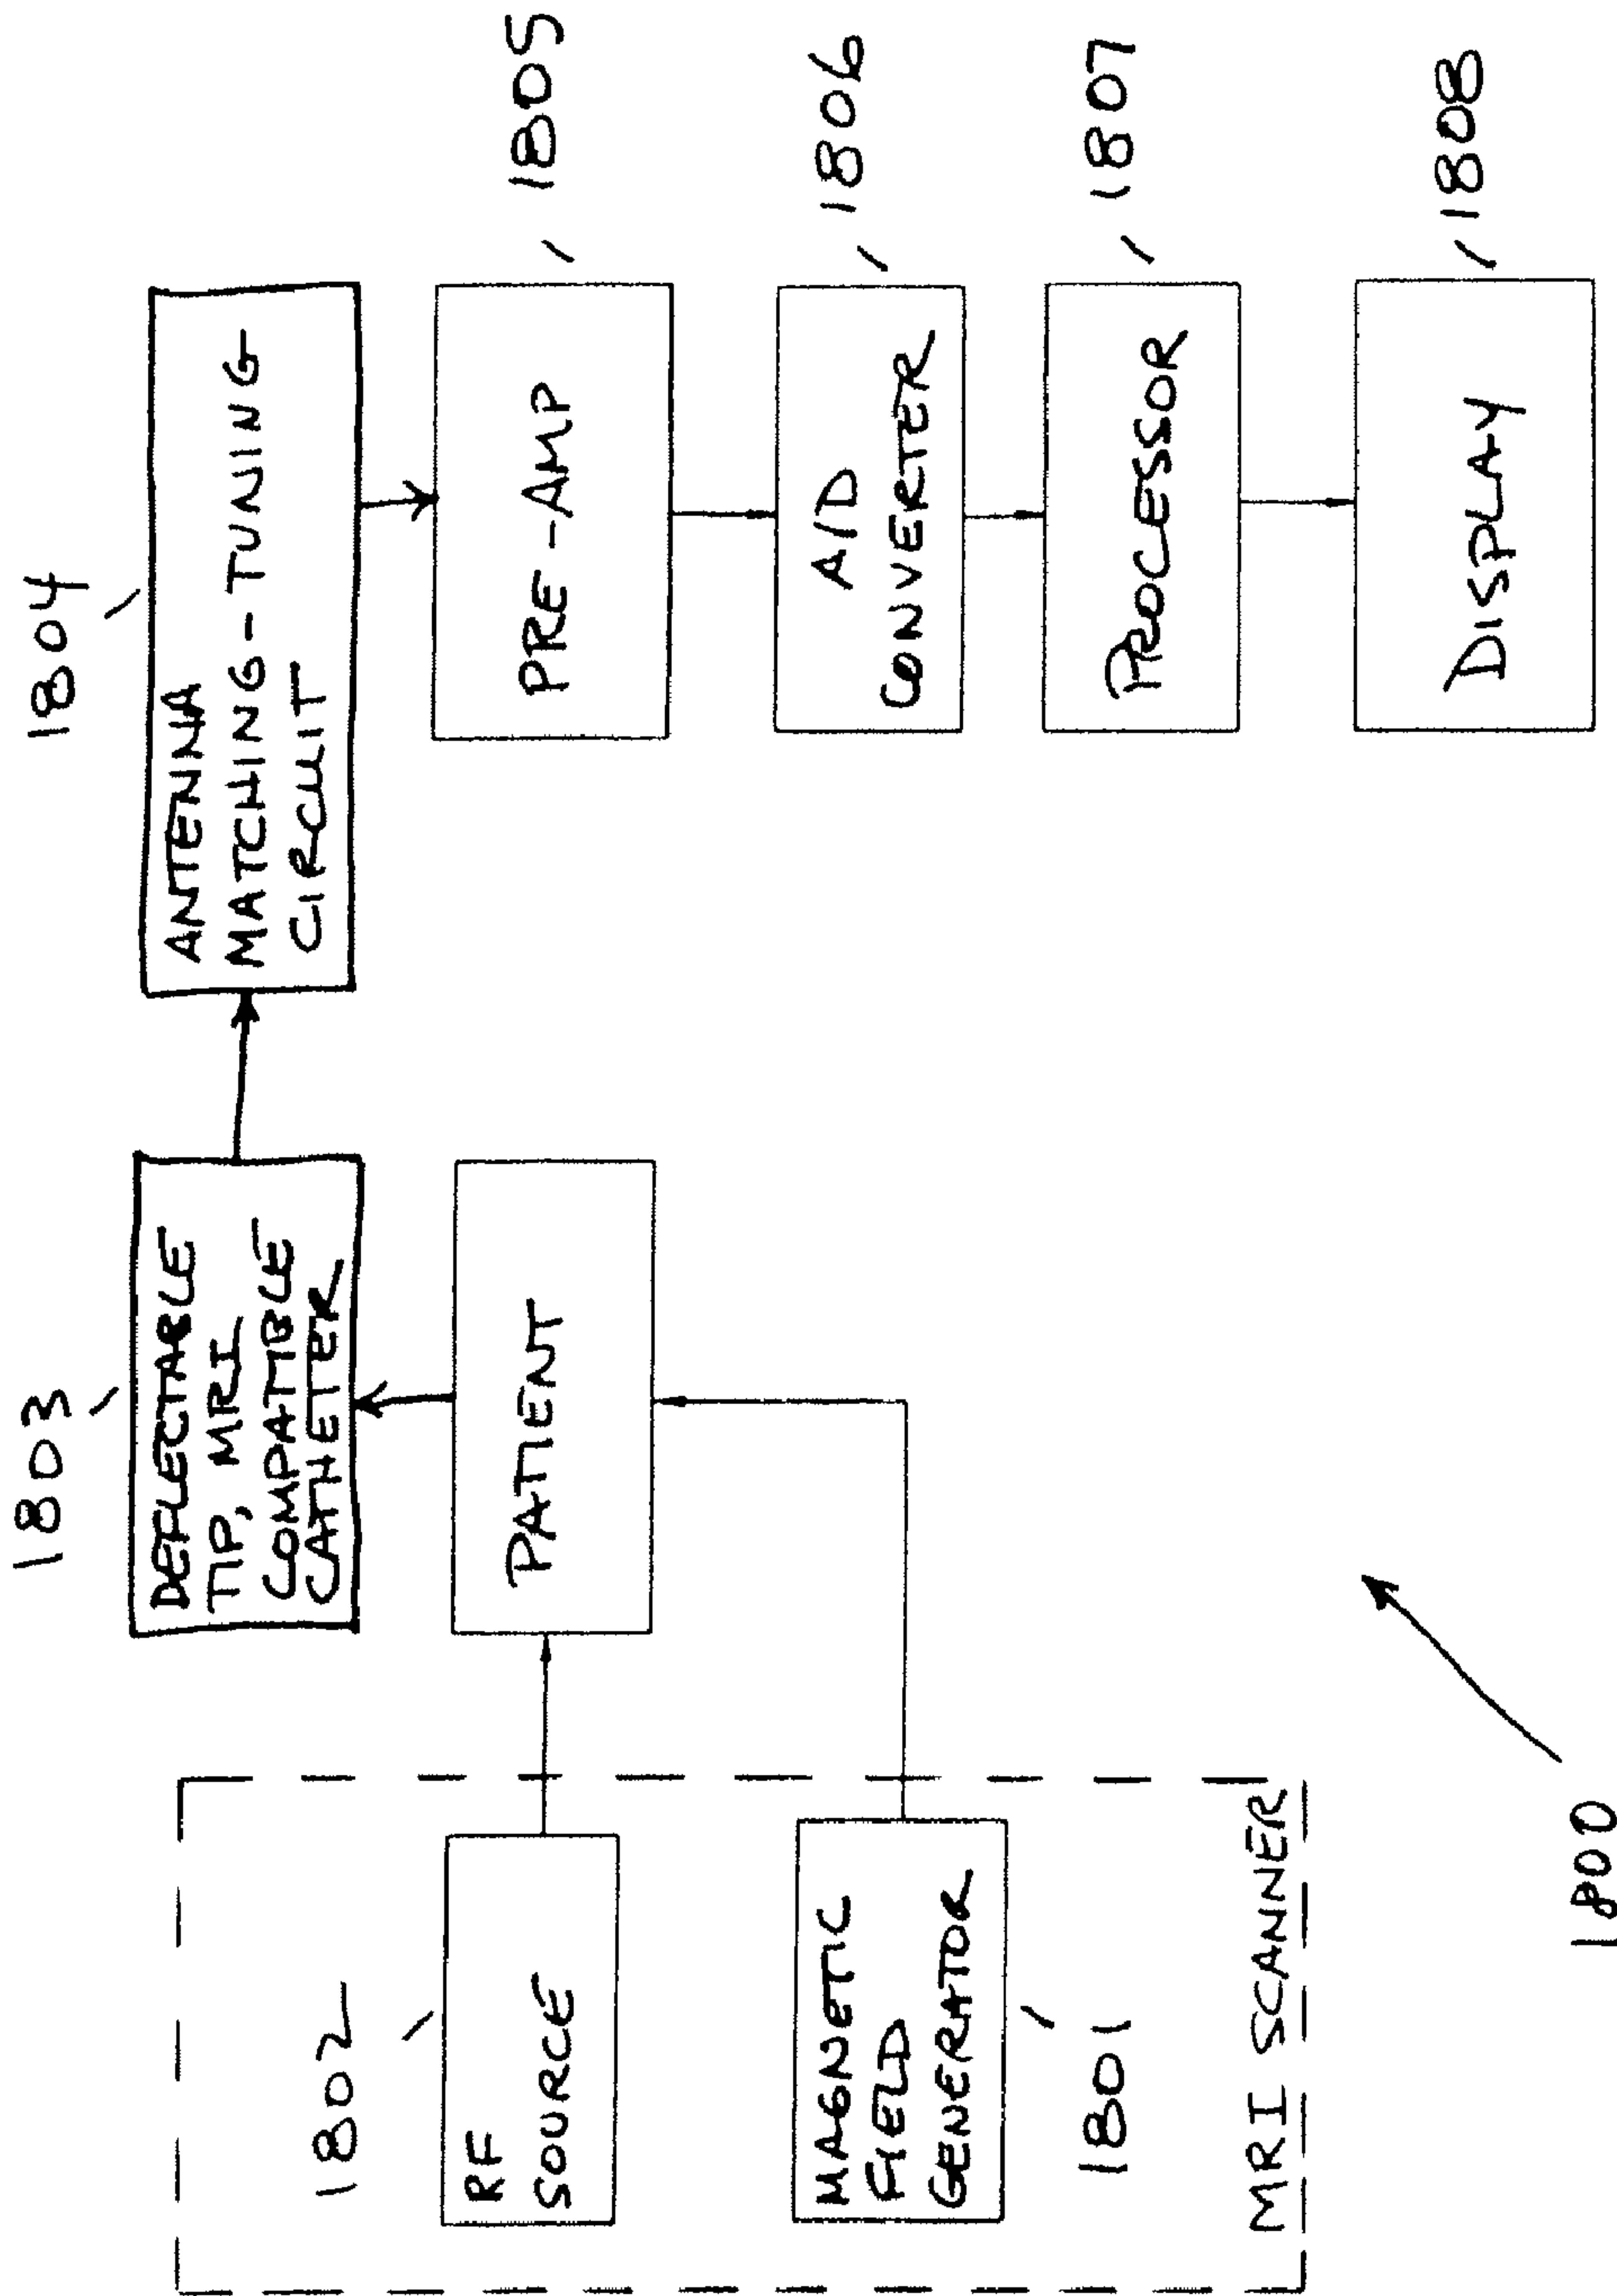 1802
RF
SOURCE
MAGNETIC
FIELD
GENERATOR
1801
MRI SCANNER
1803
DEFLECTABLE
TIP, MRI
COMPATIBLE
CATHETER
PATIENT
1804
ANTENNA
MATCHING-TUNING
CIRCUIT
PRE-AMP
1805
A/D
CONVERTER
1806
PROCESSOR
1807
DISPLAY
1808
1800